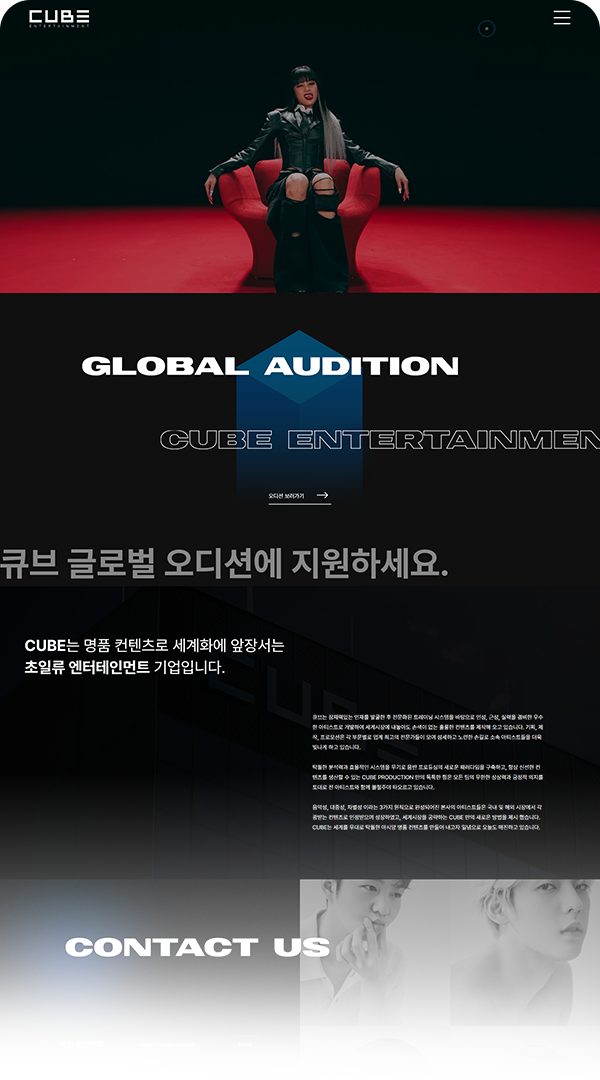 CUBE
ENTERTAINMENT
GLOBAL AUDITION
CUBE ENTERTAINMEN
오디션 보러가기
큐브 글로벌 오디션에 지원하세요.
CUBE는 명품 컨텐츠로 세계화에 앞장서는
초일류 엔터테인먼트 기업입니다.
CUBE
큐브는 잠재력있는 인재를 발굴한 후 전문화된 트레이닝 시스템을 바탕으로 인성, 근성, 실력을 겸비한 우수
한 아티스트로 개발하여 세계시장에 내놓아도 손색이 없는 훌륭한 컨텐츠를 제작해 오고 있습니다. 기획, 제
작, 프로모션은 각 부문별로 업계 최고의 전문가들이 모여 섬세하고 노련한 손길로 소속 아티스트들을 더욱
빛나게 하고 있습니다.
탁월한 분석력과 효율적인 시스템을 무기로 음반 프로듀싱의 새로운 패러다임을 구축하고, 항상 신선한 컨
텐츠를 생산할 수 있는 CUBE PRODUCTION 만의 독특한 힘은 모든 팀의 무한한 상상력과 긍정적 의지를
토대로 전 아티스트와 함께 불철주야 타오르고 있습니다.
음악성, 대중성, 차별성 이라는 3가지 원칙으로 완성되어진 본사의 아티스트들은 국내 및 해외 시장에서 각
광받는 컨텐츠로 인정받으며 성장하였고, 세계시장을 공략하는 CUBE 만의 새로운 방법을 제시 했습니다.
CUBE는 세계를 무대로 탁월한 아시앙 명품 컨텐츠를 만들어 내고자 일념으로 오늘도 매진하고 있습니다.
CONTACT US